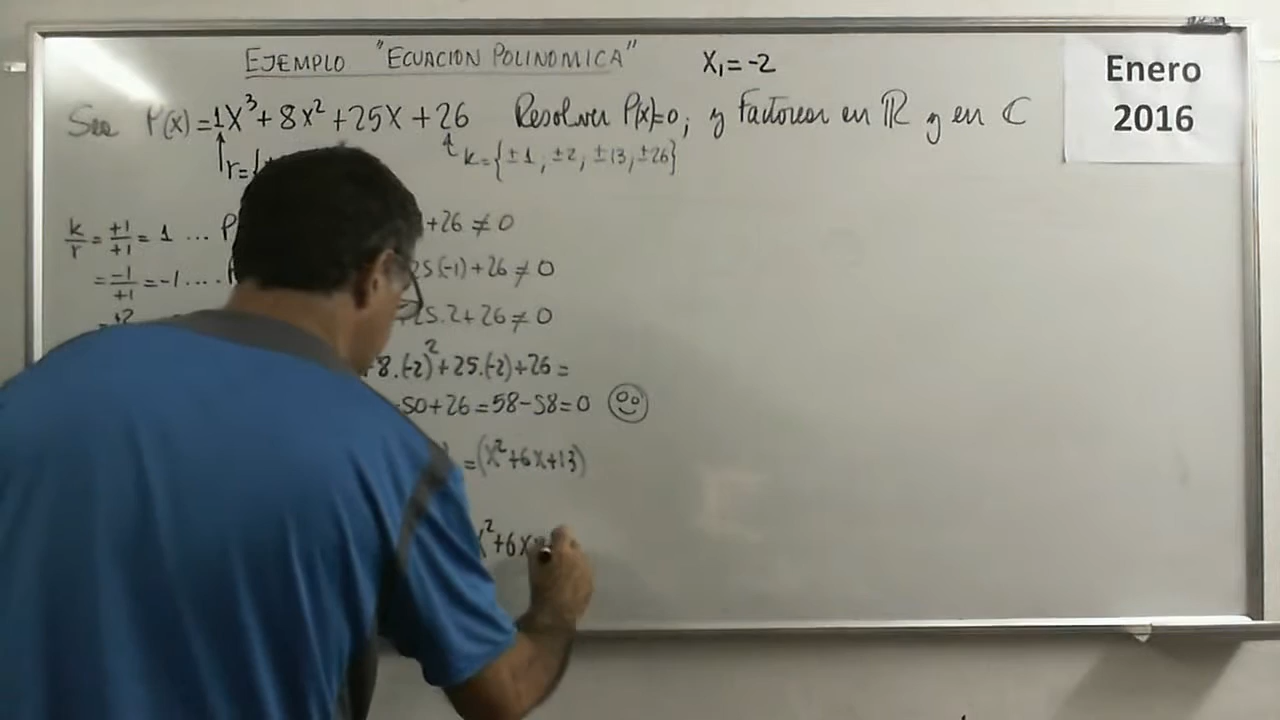 EJEMPLO "ECUACION POLINOMICA"
X₁=-2
Enero
2016
Sea P(x)=1X³+8X²+25X+26 Resolver P(x)=0; y Factorear en ℝ y en ℂ
r={
k={±1, ±2, ±13, ±26}
k/r = +1/+1 = 1 ... P
+26≠0
= -1/+1 = -1 ....
25(-1)+26≠0
+2
+25.2+26≠0
8.(-2)²+25.(-2)+26=
-50+26=58-58=0
=(X²+6X+13)
X²+6X